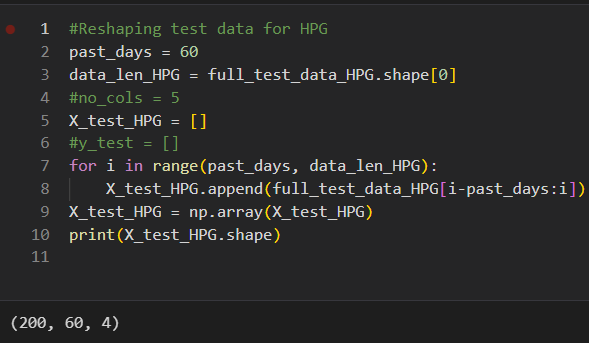 1 #Reshaping test data for HPG
2 past_days = 60
3 data_len_HPG = full_test_data_HPG.shape[0]
4 #no_cols = 5
5 X_test_HPG = []
6 #y_test = []
7 for i in range(past_days, data_len_HPG):
8     X_test_HPG.append(full_test_data_HPG[i-past_days:i])
9 X_test_HPG = np.array(X_test_HPG)
10 print(X_test_HPG.shape)
11
(200, 60, 4)